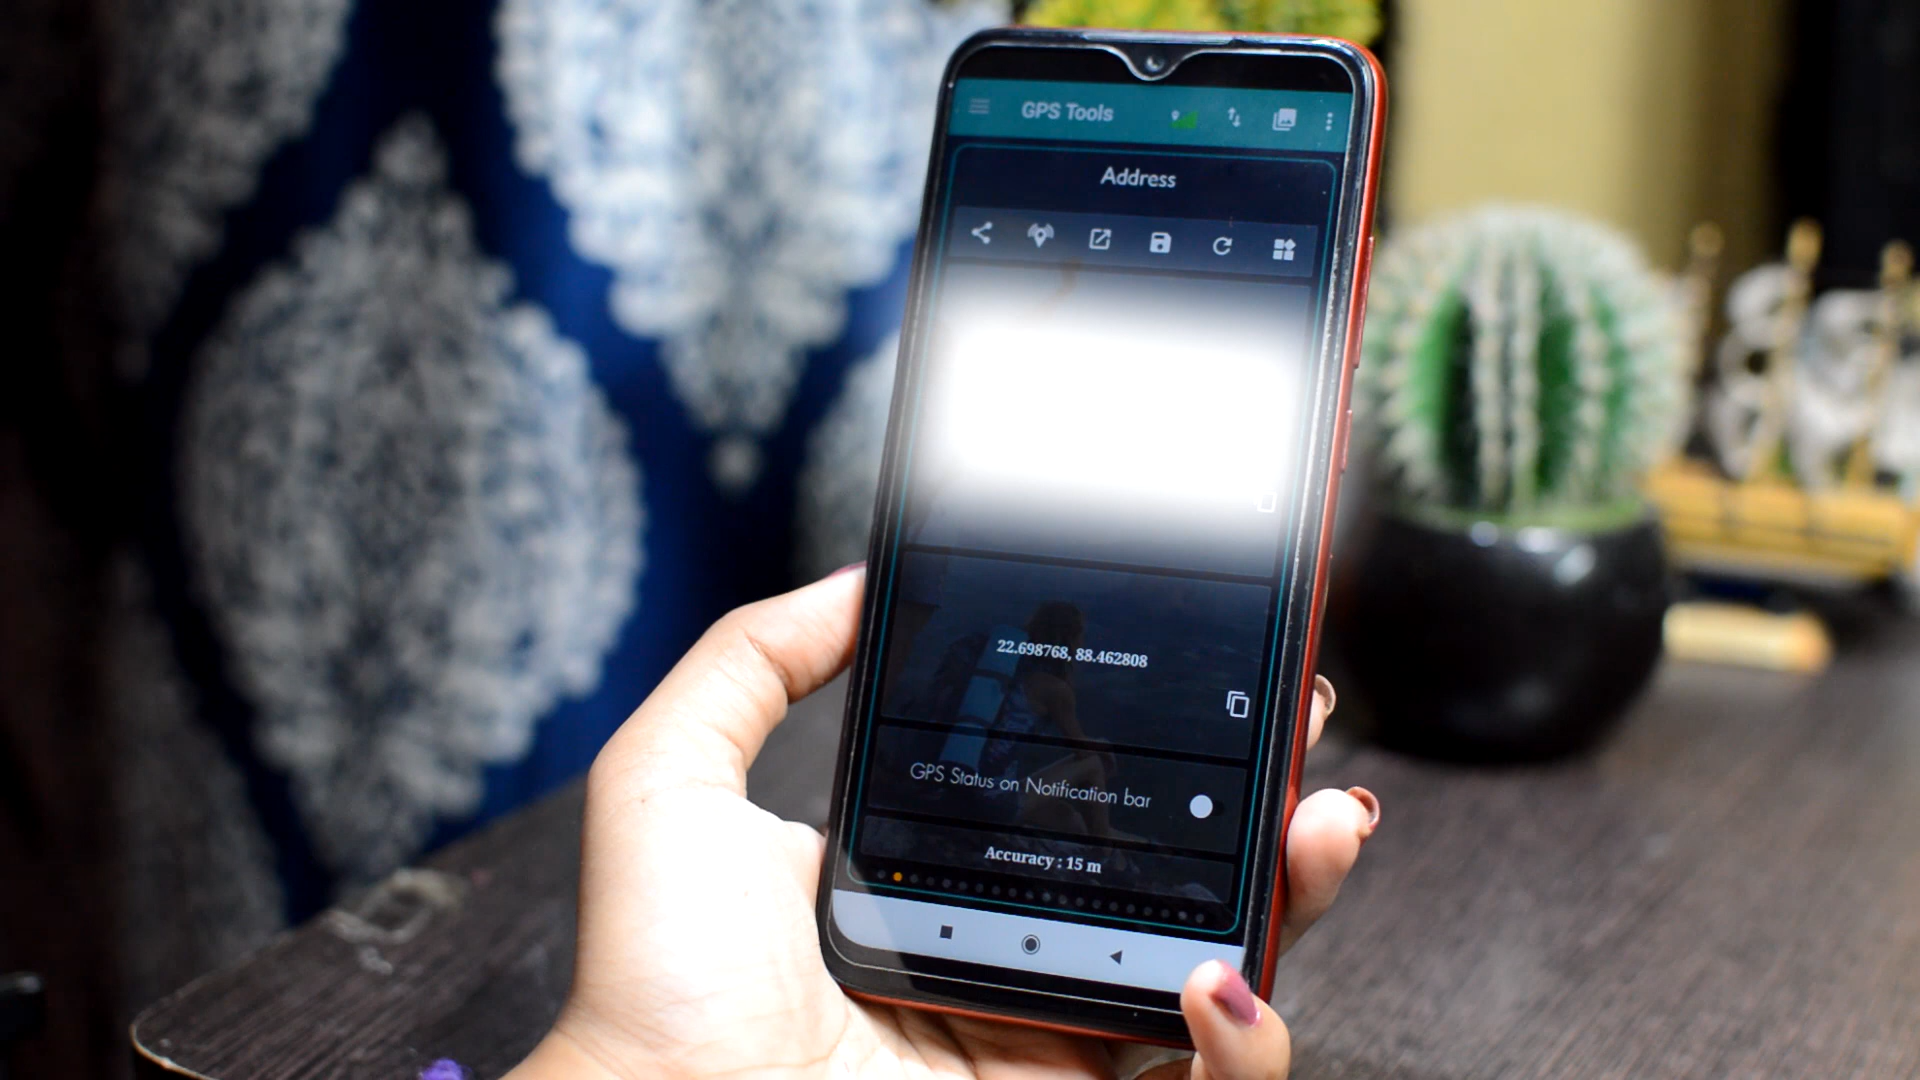 GPS Tools
Address
22.698768, 88.462808
GPS Status on Notification bar
Accuracy : 15 m